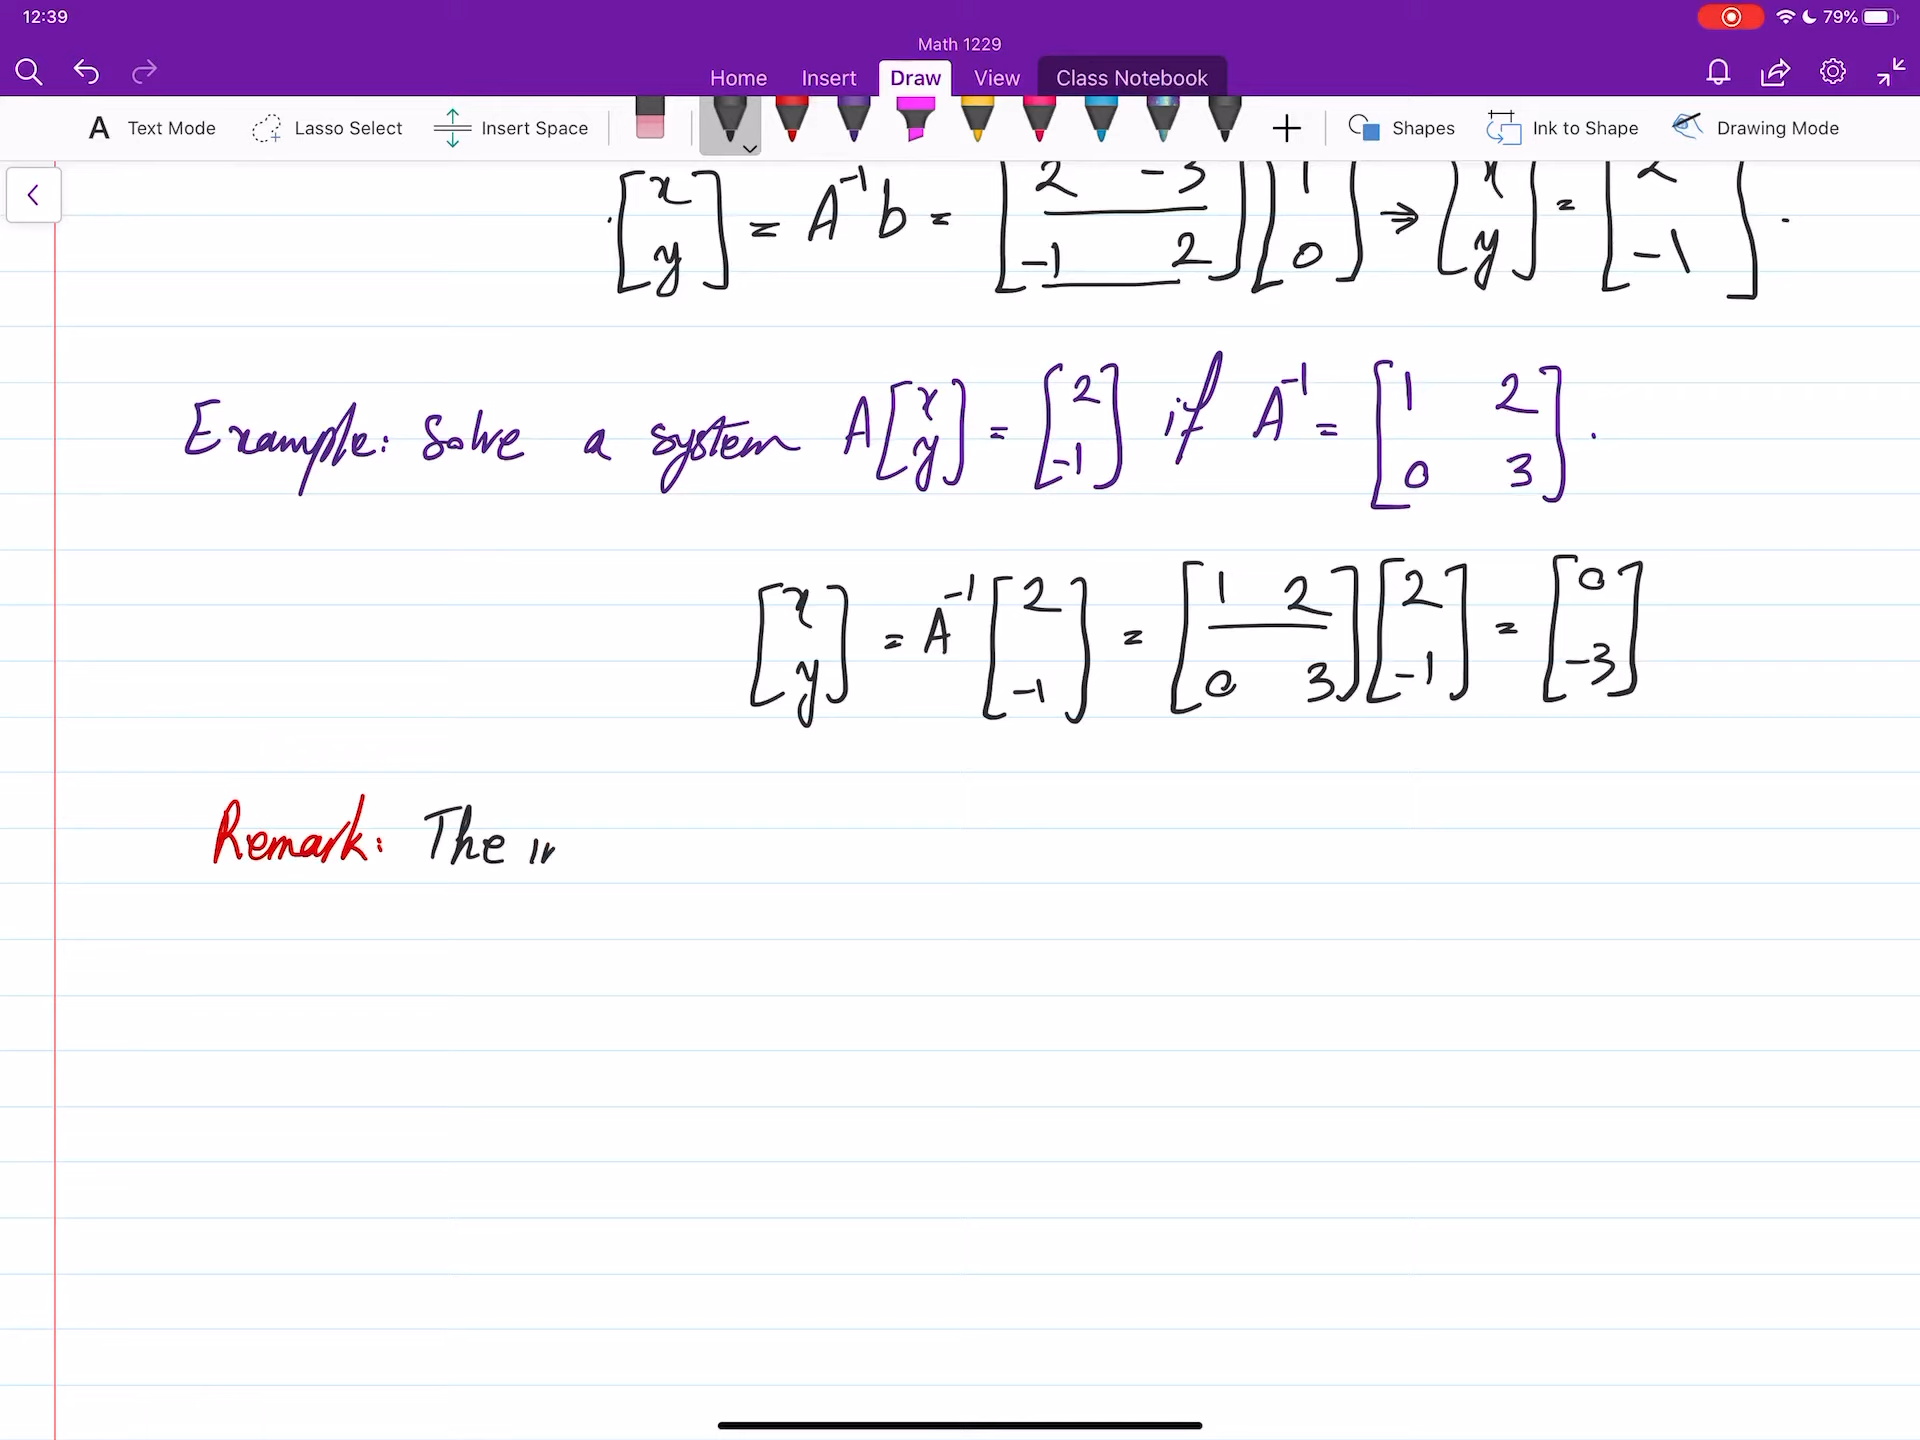 12:39
79%
Math 1229
Home Insert Draw View Class Notebook
A Text Mode Lasso Select Insert Space Shapes Ink to Shape Drawing Mode
[x y] = A⁻¹b = [2 -3 -1 2][1 0] ⇒ [x y] = [2 -1].
Example: Solve a system A[x y] = [2 -1] if A⁻¹ = [1 2 0 3].
[x y] = A⁻¹[2 -1] = [1 2 0 3][2 -1] = [0 -3]
Remark: The in